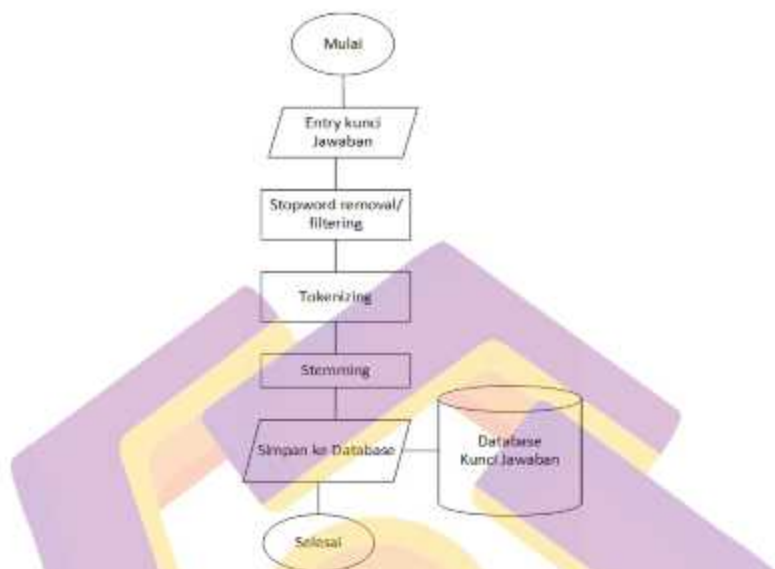 Mulai
Entry kunci
Jawaban
Stopword removal/
filtering
Tokenizing
Stemming
Simpan ke Database
Database
Kunci Jawaban
Selesai